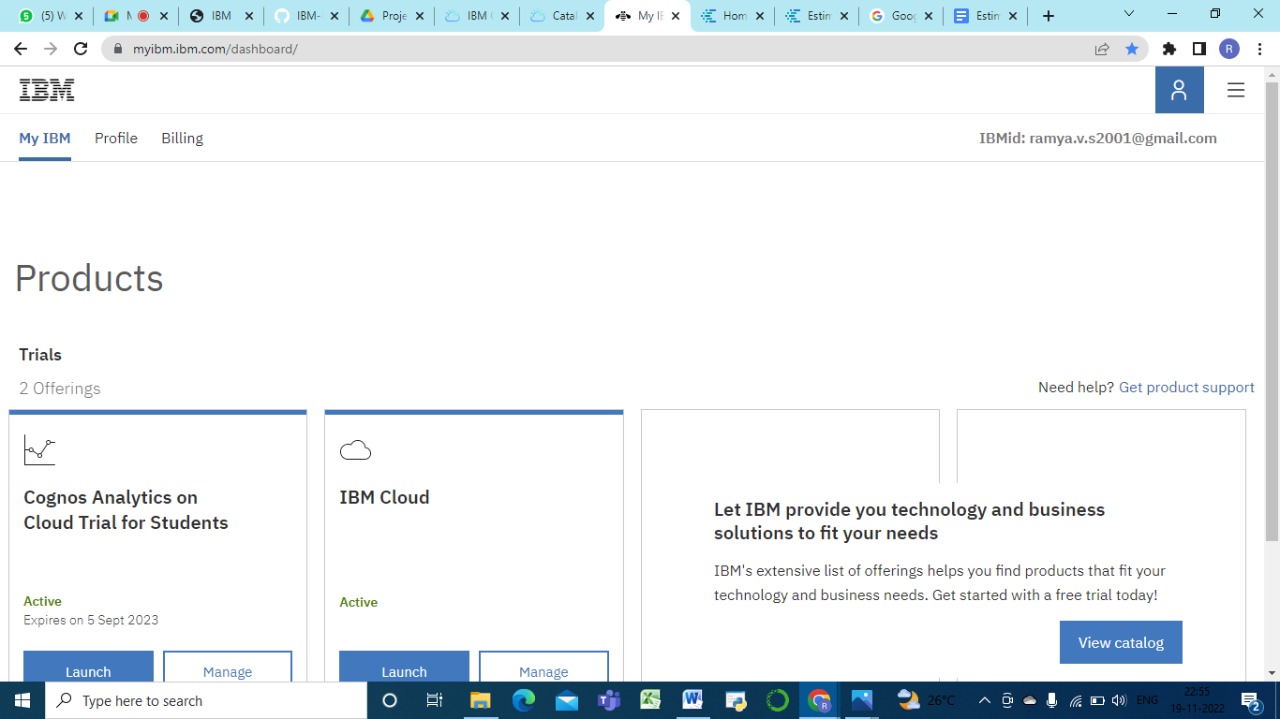 (5) W
M
IBM
IBM-
Proje
IBM C
Catal
My IE
Hom
Estin
Goog
Estin
myibm.ibm.com/dashboard/
R
IBM
My IBM Profile Billing
IBMid: ramya.v.s2001@gmail.com
Products
Trials
2 Offerings
Need help? Get product support
Cognos Analytics on
Cloud Trial for Students
Active
Expires on 5 Sept 2023
Launch Manage
IBM Cloud
Active
Launch Manage
Let IBM provide you technology and business
solutions to fit your needs
IBM's extensive list of offerings helps you find products that fit your
technology and business needs. Get started with a free trial today!
View catalog
Type here to search
26°C
ENG
22:55
19-11-2022
2